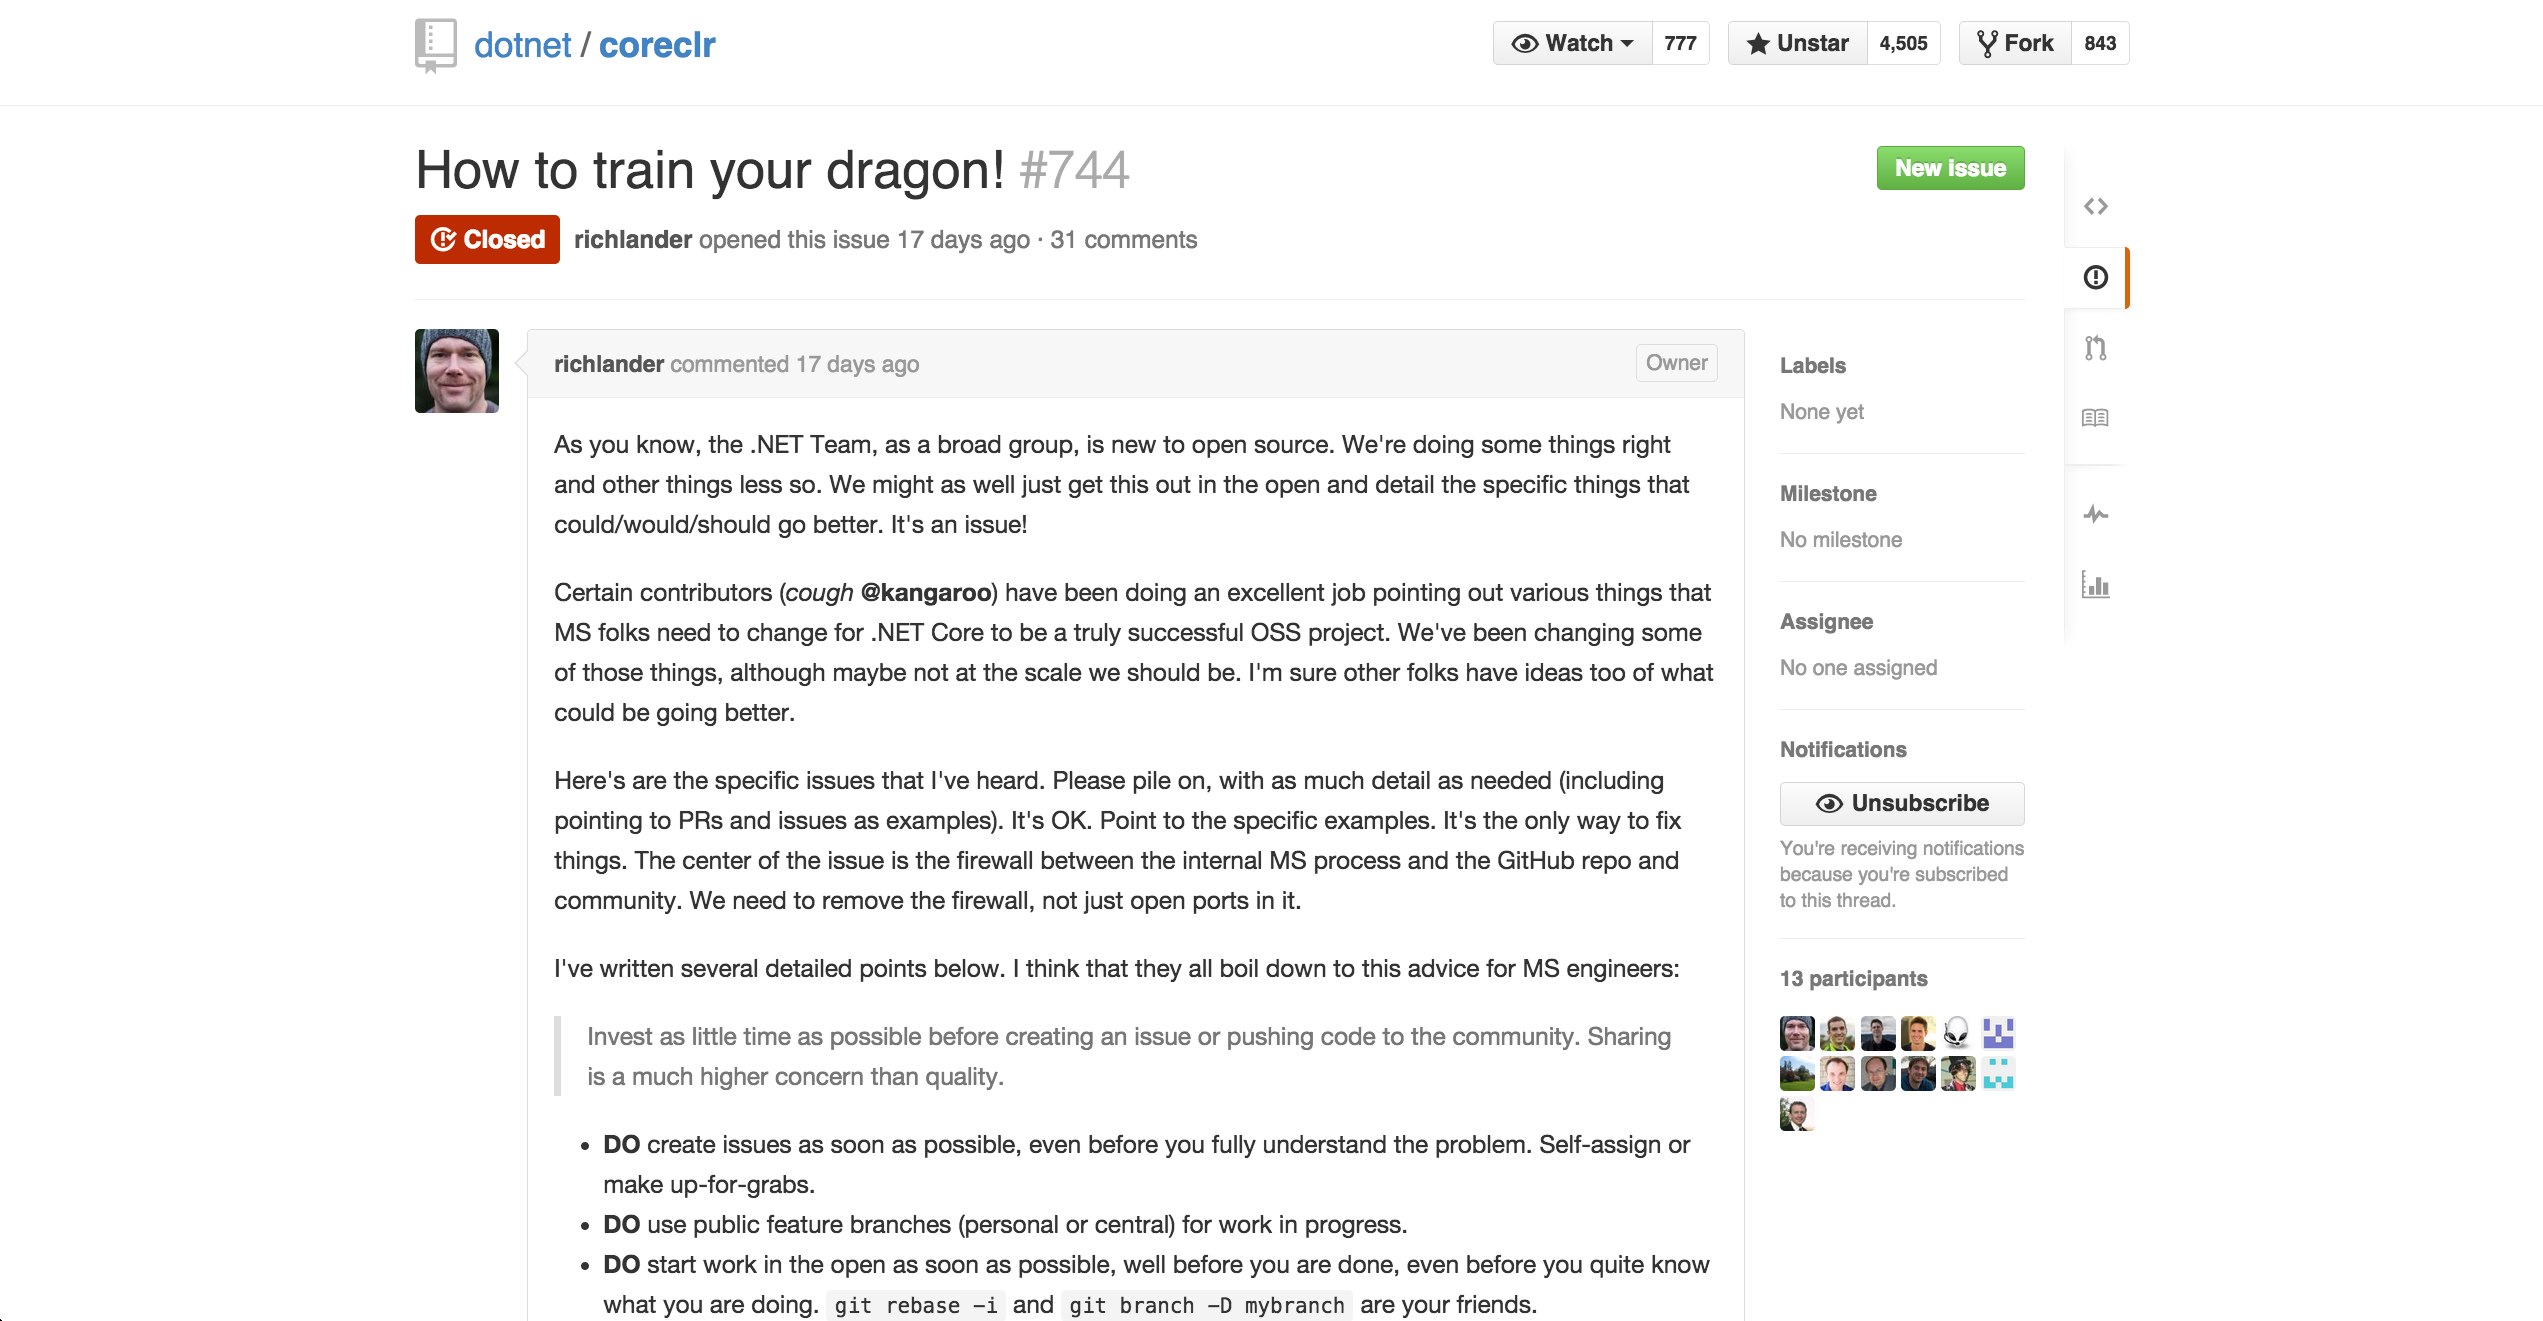 dotnet / coreclr
Watch 777
Unstar 4,505
Fork 843
How to train your dragon! #744
New issue
Closed richlander opened this issue 17 days ago · 31 comments
richlander commented 17 days ago
Owner
As you know, the .NET Team, as a broad group, is new to open source. We're doing some things right
and other things less so. We might as well just get this out in the open and detail the specific things that
could/would/should go better. It's an issue!
Certain contributors (cough @kangaroo) have been doing an excellent job pointing out various things that
MS folks need to change for .NET Core to be a truly successful OSS project. We've been changing some
of those things, although maybe not at the scale we should be. I'm sure other folks have ideas too of what
could be going better.
Here's are the specific issues that I've heard. Please pile on, with as much detail as needed (including
pointing to PRs and issues as examples). It's OK. Point to the specific examples. It's the only way to fix
things. The center of the issue is the firewall between the internal MS process and the GitHub repo and
community. We need to remove the firewall, not just open ports in it.
I've written several detailed points below. I think that they all boil down to this advice for MS engineers:
Invest as little time as possible before creating an issue or pushing code to the community. Sharing
is a much higher concern than quality.
• DO create issues as soon as possible, even before you fully understand the problem. Self-assign or
make up-for-grabs.
• DO use public feature branches (personal or central) for work in progress.
• DO start work in the open as soon as possible, well before you are done, even before you quite know
what you are doing. git rebase -i and git branch -D mybranch are your friends.
Labels
None yet
Milestone
No milestone
Assignee
No one assigned
Notifications
Unsubscribe
You're receiving notifications
because you're subscribed
to this thread.
13 participants